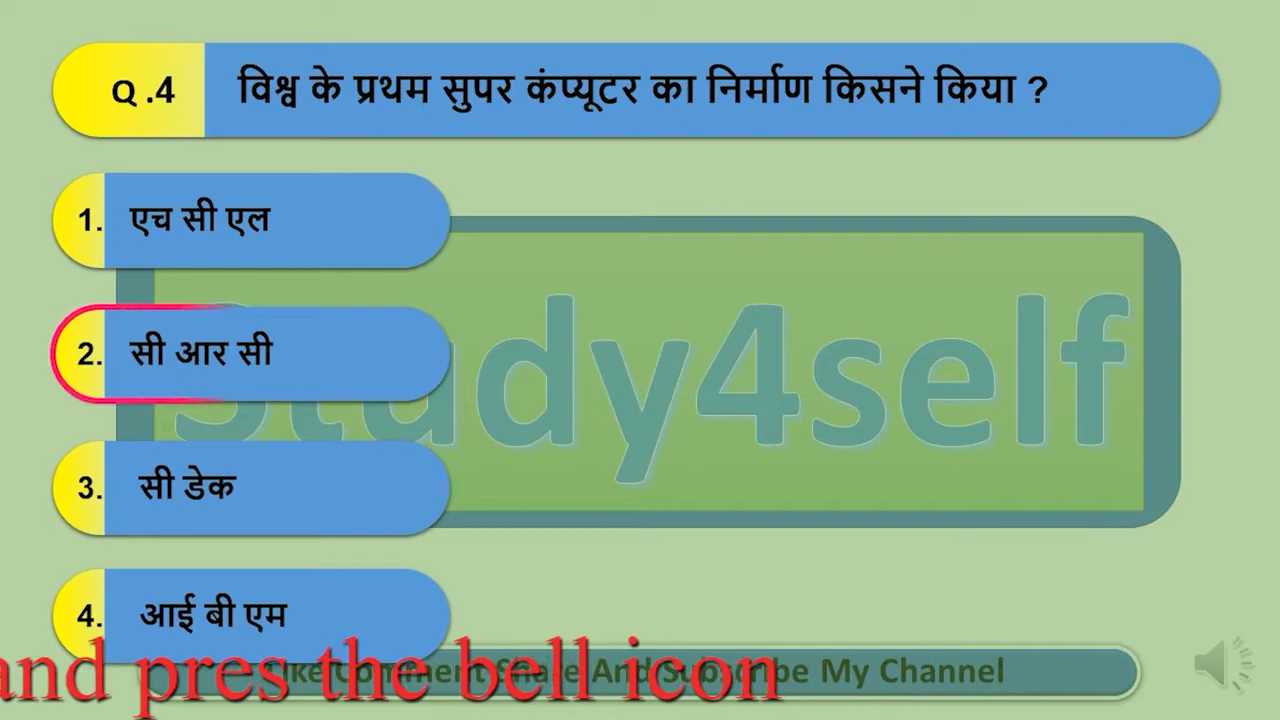 Q .4 विश्व के प्रथम सुपर कंप्यूटर का निर्माण किसने किया ?
1. एच सी एल
2. सी आर सी
Study4self
3. सी डेक
4. आई बी एम
Like Comment Share And Subscribe My Channel
and pres the bell icon